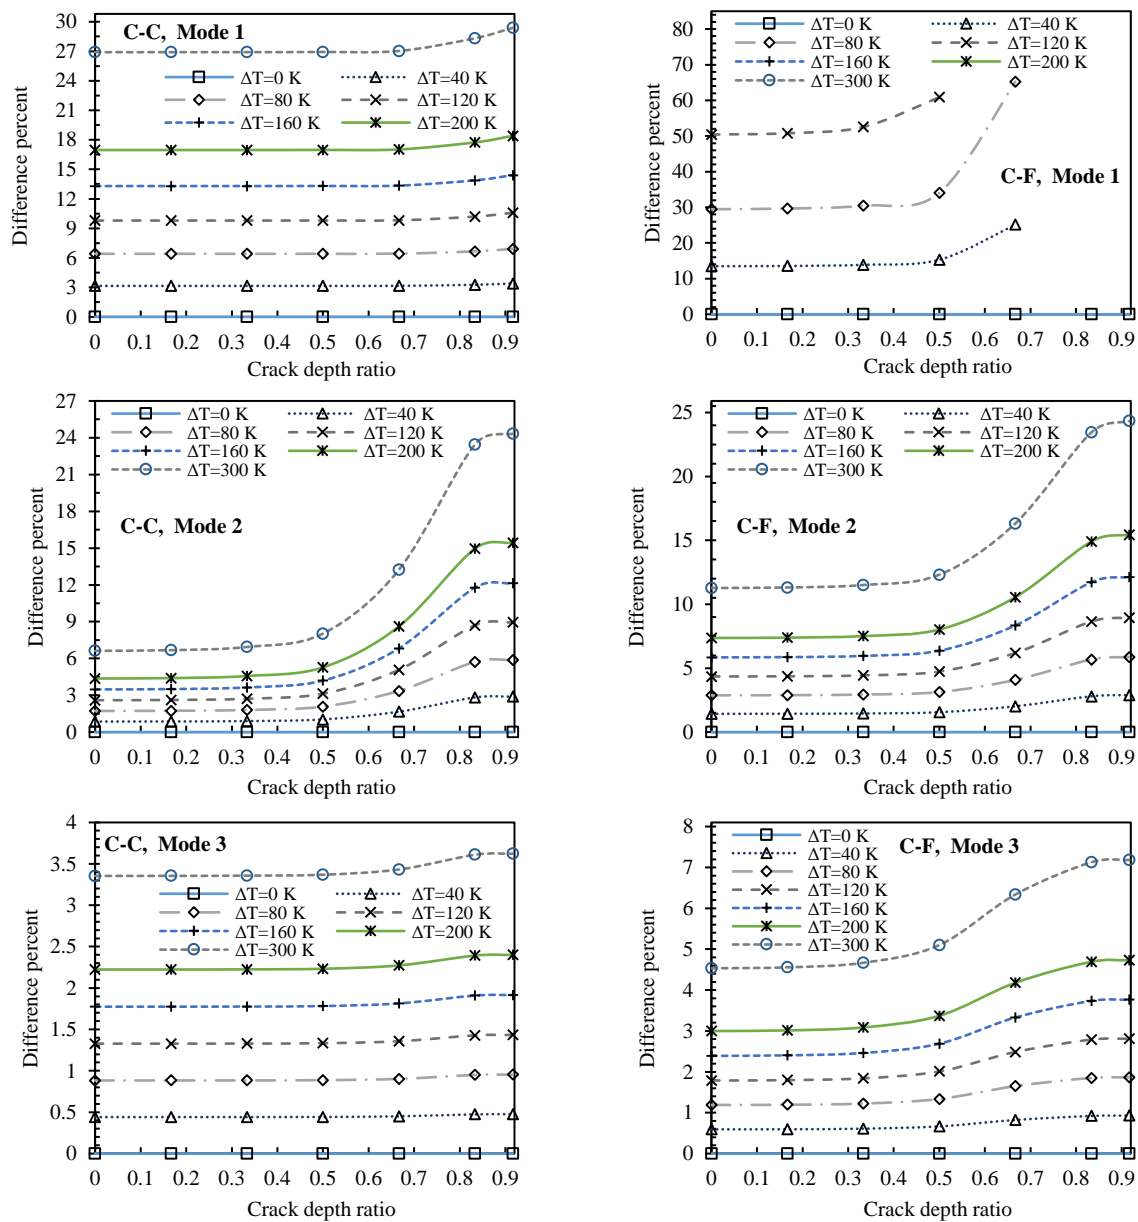 C-C, Mode 1
ΔT=0 K ΔT=40 K
ΔT=80 K ΔT=120 K
ΔT=160 K ΔT=200 K
Difference percent
30
27
24
21
18
15
12
9
6
3
0
0 0.1 0.2 0.3 0.4 0.5 0.6 0.7 0.8 0.9
Crack depth ratio
ΔT=0 K ΔT=40 K
ΔT=80 K ΔT=120 K
ΔT=160 K ΔT=200 K
ΔT=300 K
C-F, Mode 1
Difference percent
80
70
60
50
40
30
20
10
0
0 0.1 0.2 0.3 0.4 0.5 0.6 0.7 0.8 0.9
Crack depth ratio
ΔT=0 K ΔT=40 K
ΔT=80 K ΔT=120 K
ΔT=160 K ΔT=200 K
ΔT=300 K
C-C, Mode 2
Difference percent
27
24
21
18
15
12
9
6
3
0
0 0.1 0.2 0.3 0.4 0.5 0.6 0.7 0.8 0.9
Crack depth ratio
ΔT=0 K ΔT=40 K
ΔT=80 K ΔT=120 K
ΔT=160 K ΔT=200 K
ΔT=300 K
C-F, Mode 2
Difference percent
25
20
15
10
5
0
0 0.1 0.2 0.3 0.4 0.5 0.6 0.7 0.8 0.9
Crack depth ratio
C-C, Mode 3
ΔT=0 K ΔT=40 K
ΔT=80 K ΔT=120 K
ΔT=160 K ΔT=200 K
ΔT=300 K
Difference percent
4
3.5
3
2.5
2
1.5
1
0.5
0
0 0.1 0.2 0.3 0.4 0.5 0.6 0.7 0.8 0.9
Crack depth ratio
ΔT=0 K
ΔT=40 K
ΔT=80 K
ΔT=120 K
ΔT=160 K
ΔT=200 K
ΔT=300 K
C-F, Mode 3
Difference percent
8
7
6
5
4
3
2
1
0
0 0.1 0.2 0.3 0.4 0.5 0.6 0.7 0.8 0.9
Crack depth ratio